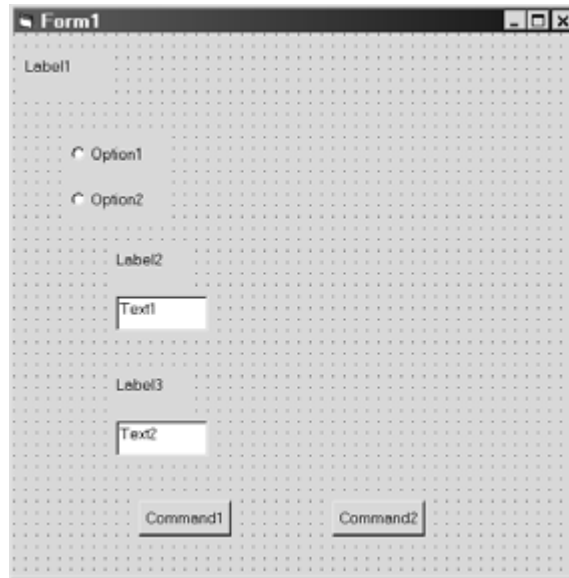 Form1
Label1
Option1
Option2
Label2
Text1
Label3
Text2
Command1 Command2